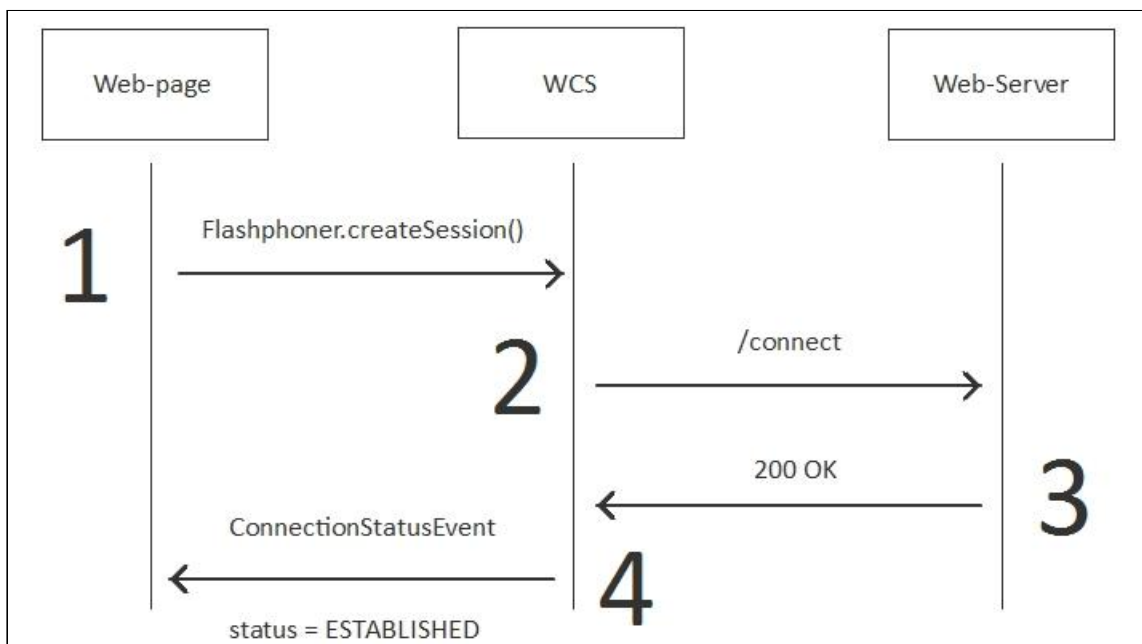 Web-page
WCS
Web-Server
1
Flashphoner.createSession()
2
/connect
200 OK
3
ConnectionStatusEvent
4
status = ESTABLISHED